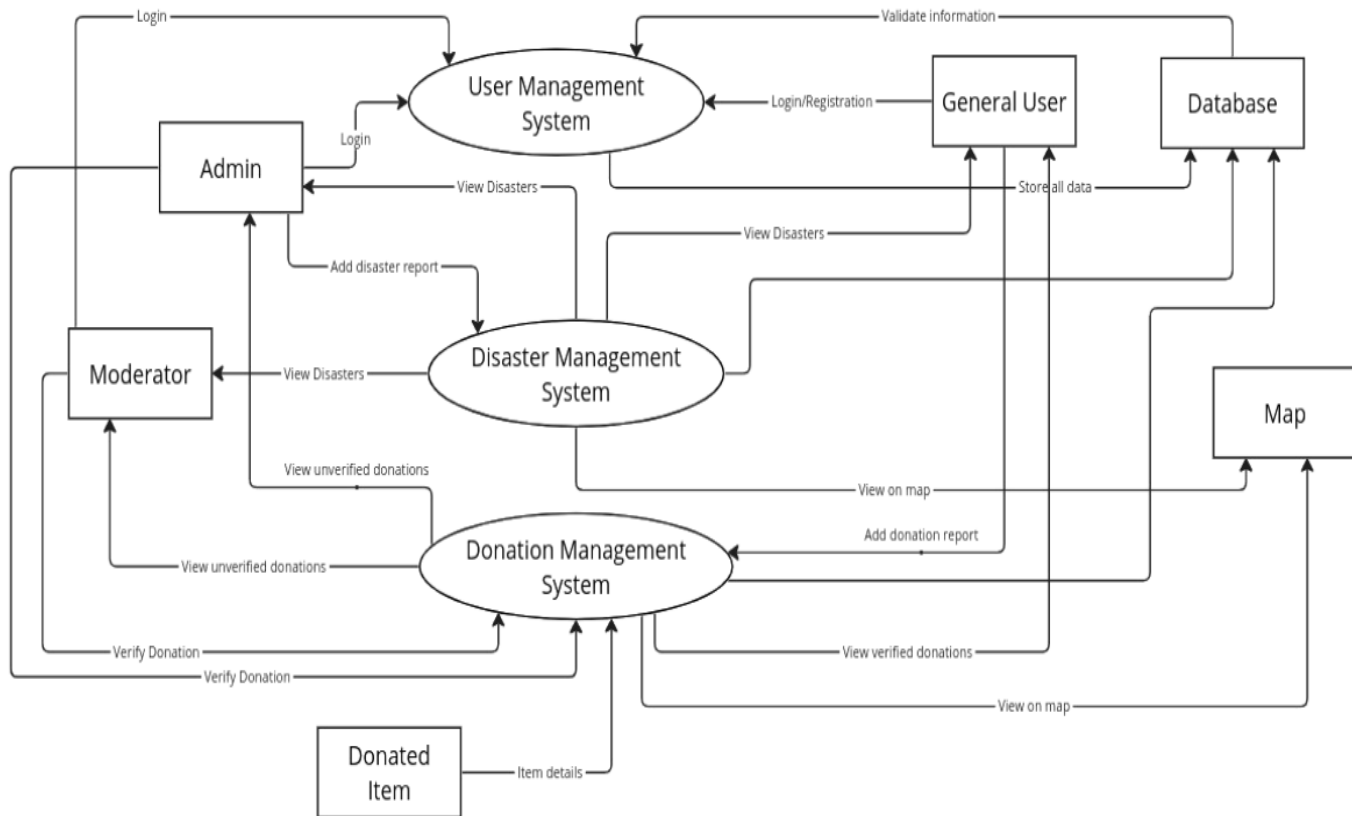 Login
Validate information
User Management
System
General User
Database
Login/Registration
Login
Admin
View Disasters
Store all data
View Disasters
Add disaster report
Disaster Management
System
Moderator
View Disasters
Map
View unverified donations
View on map
Add donation report
Donation Management
System
View unverified donations
Verify Donation
View verified donations
Verify Donation
View on map
Donated
Item
Item details